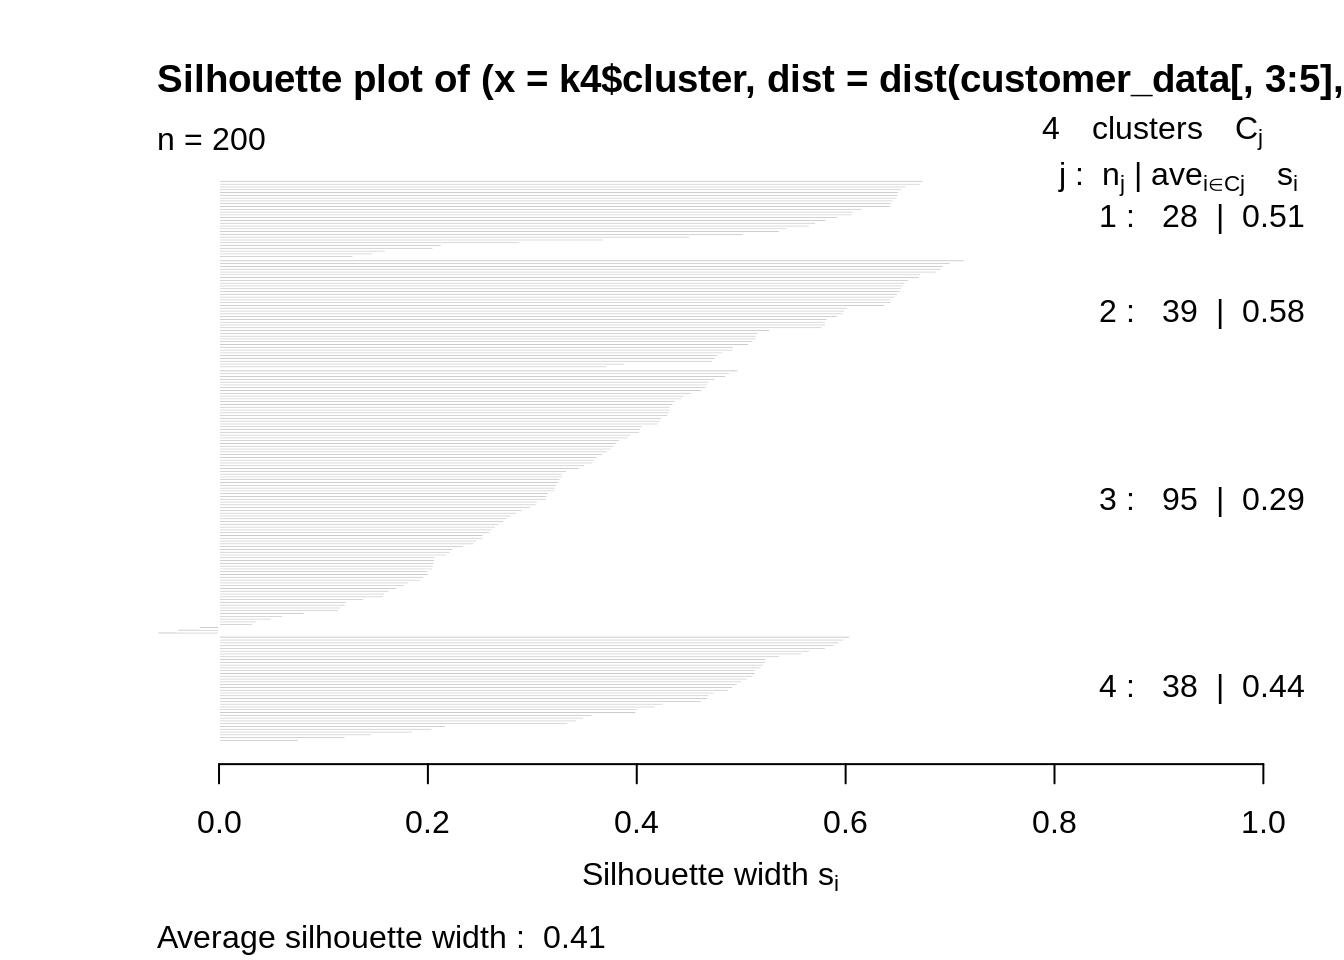 Silhouette plot of (x = k4$cluster, dist = dist(customer_data[, 3:5],
n = 200
4 clusters Cj
j : nj | avei∈Cj si
1 : 28 | 0.51
2 : 39 | 0.58
3 : 95 | 0.29
4 : 38 | 0.44
0.0 0.2 0.4 0.6 0.8 1.0
Silhouette width si
Average silhouette width : 0.41